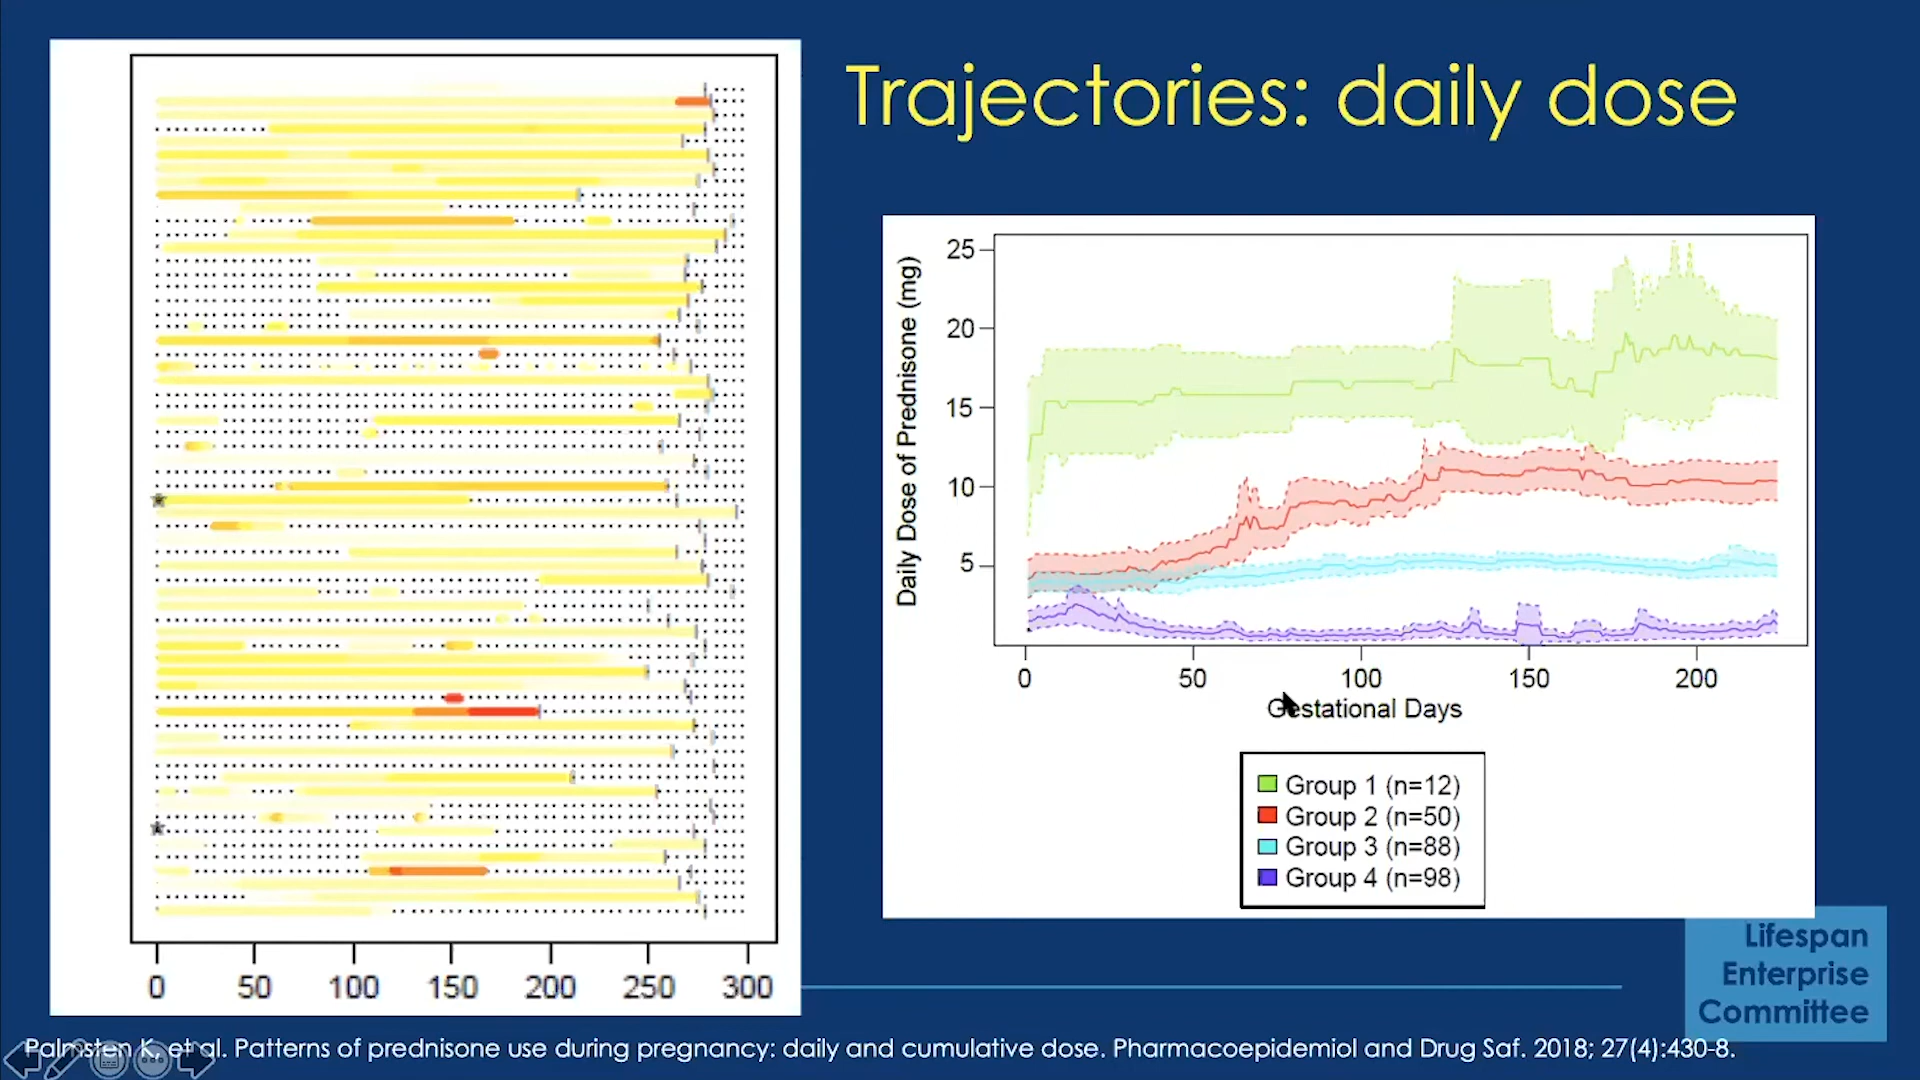 Trajectories: daily dose
0 50 100 150 200 250 300
Daily Dose of Prednisone (mg)
25
20
15
10
5
0 50 100 150 200
Gestational Days
Group 1 (n=12)
Group 2 (n=50)
Group 3 (n=88)
Group 4 (n=98)
Lifespan
Enterprise
Committee
Palmsten K, et al. Patterns of prednisone use during pregnancy: daily and cumulative dose. Pharmacoepidemiol and Drug Saf. 2018; 27(4):430-8.